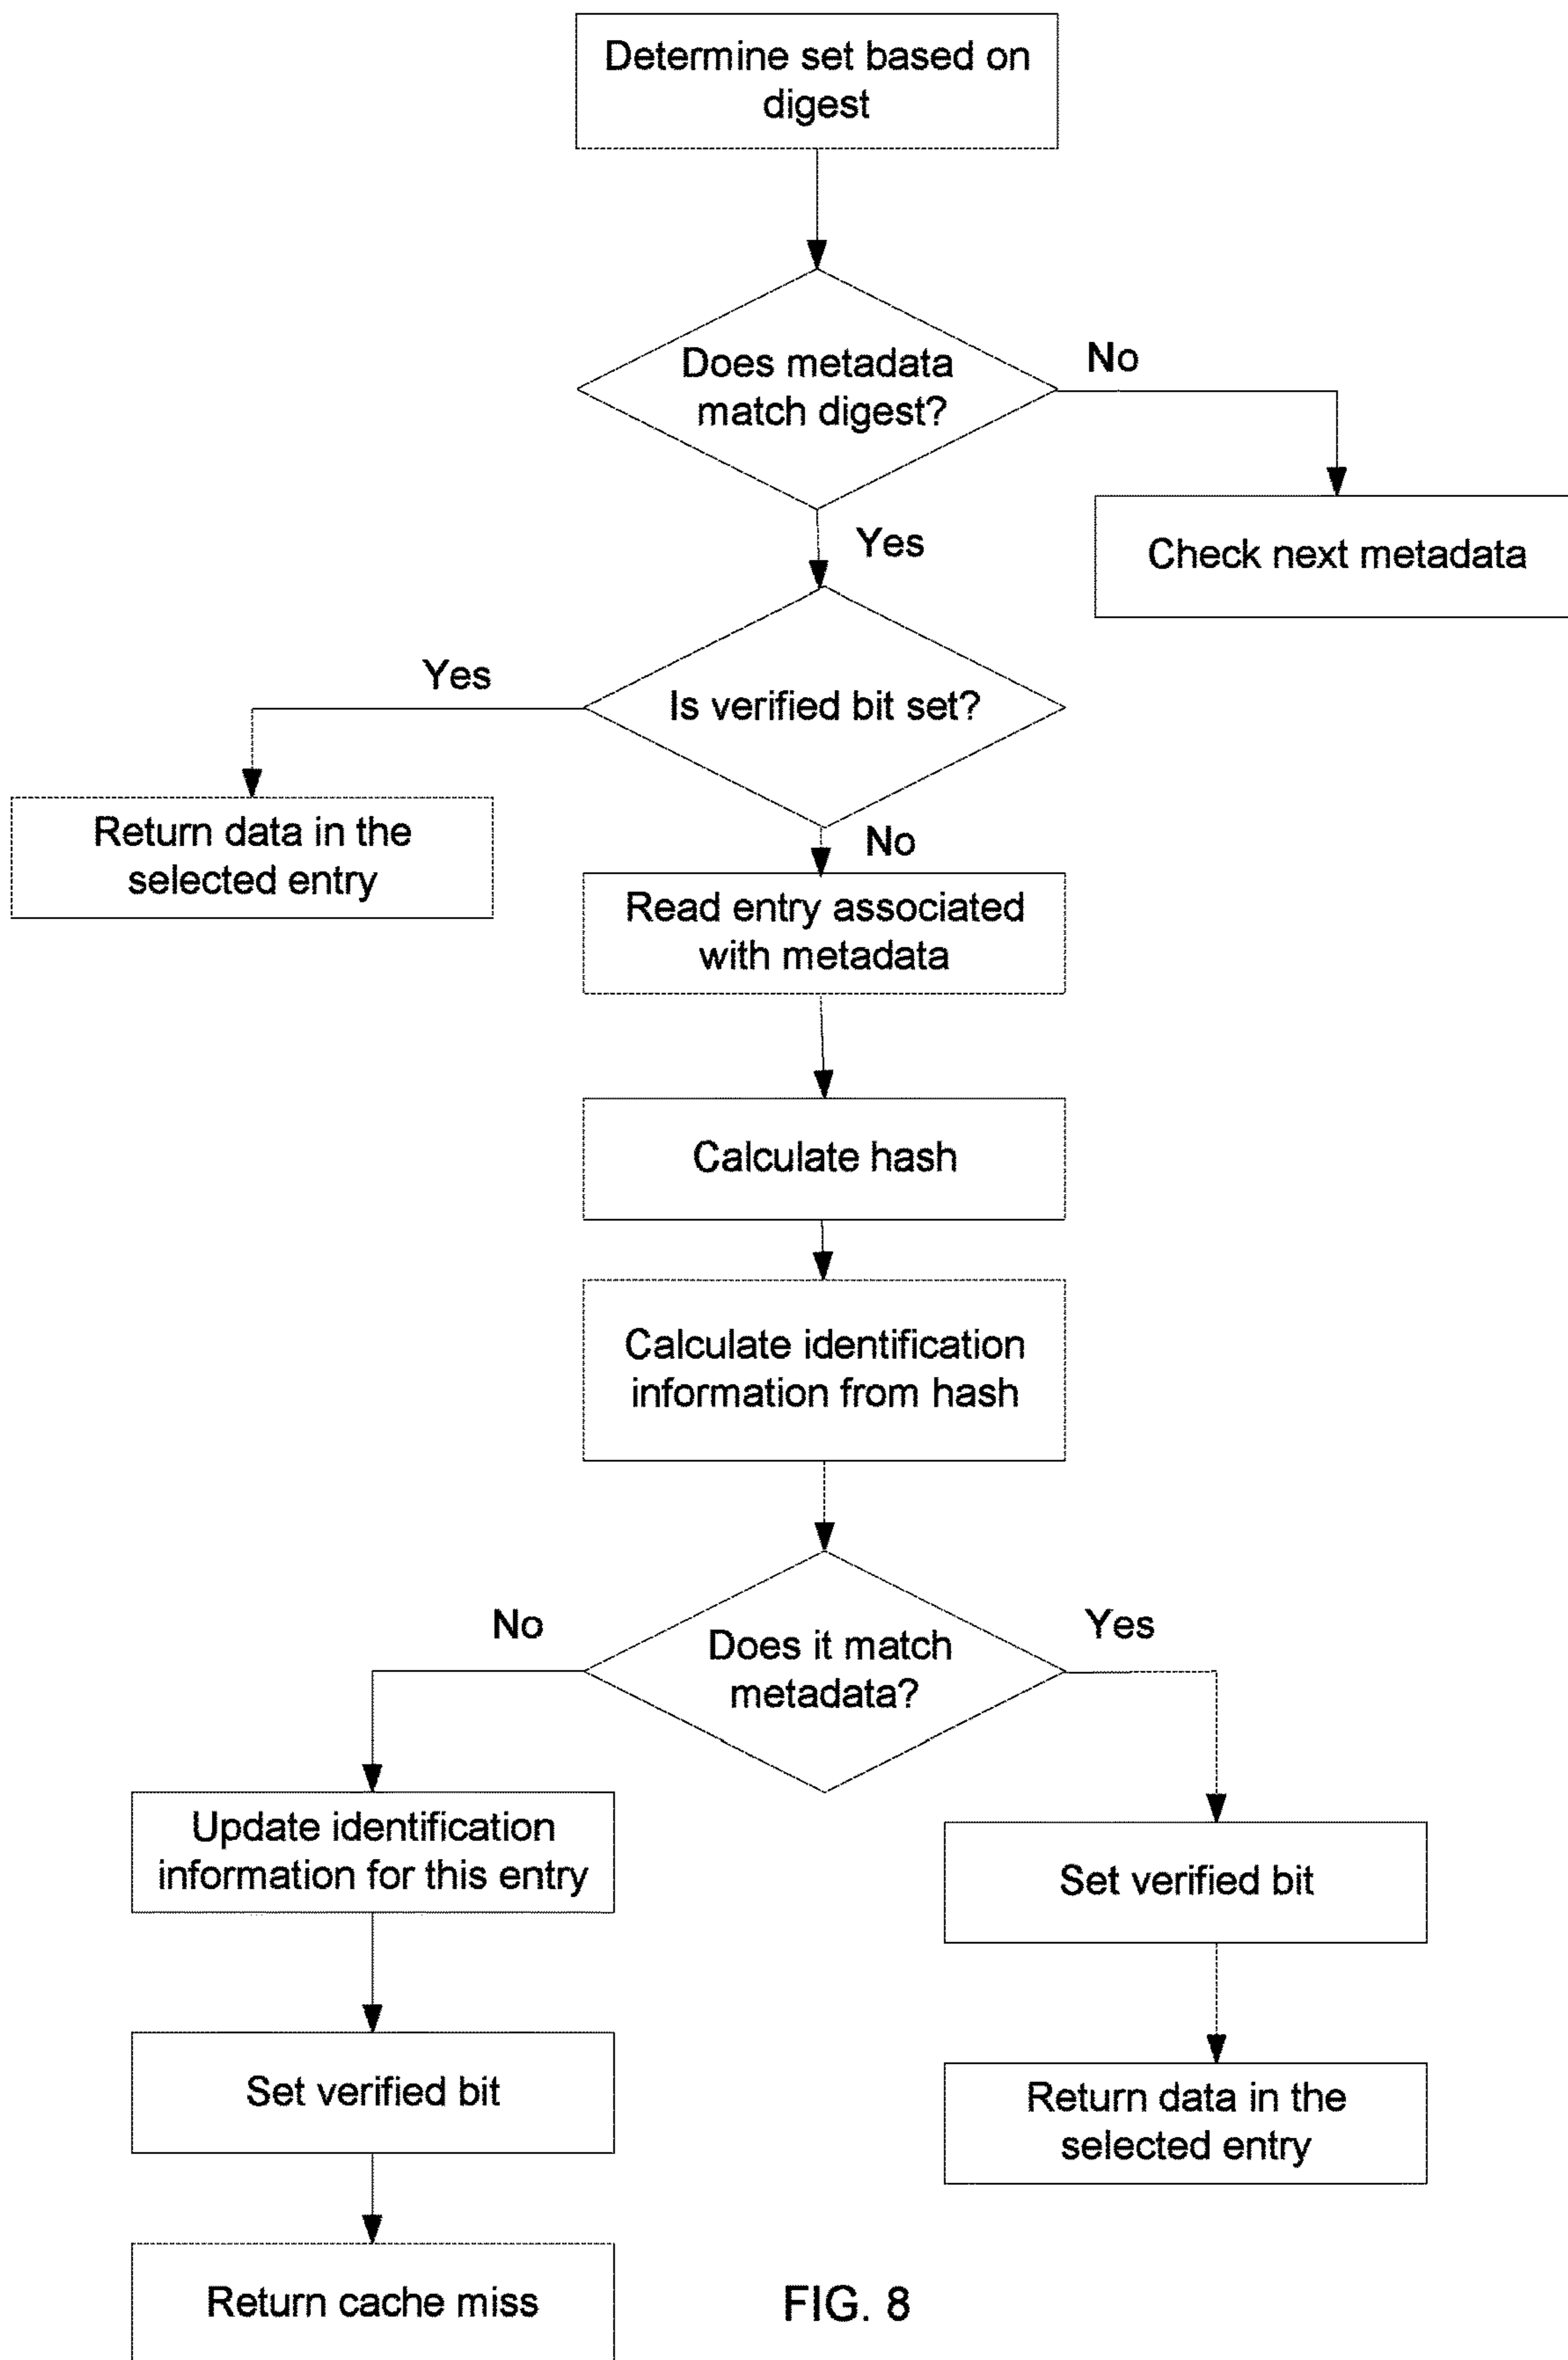 Determine set based on
digest
Does metadata
match digest?
No
Yes
Check next metadata
Yes
Is verified bit set?
Return data in the
selected entry
No
Read entry associated
with metadata
Calculate hash
Calculate identification
information from hash
No
Does it match
metadata?
Yes
Update identification
information for this entry
Set verified bit
Set verified bit
Return data in the
selected entry
Return cache miss
FIG. 8